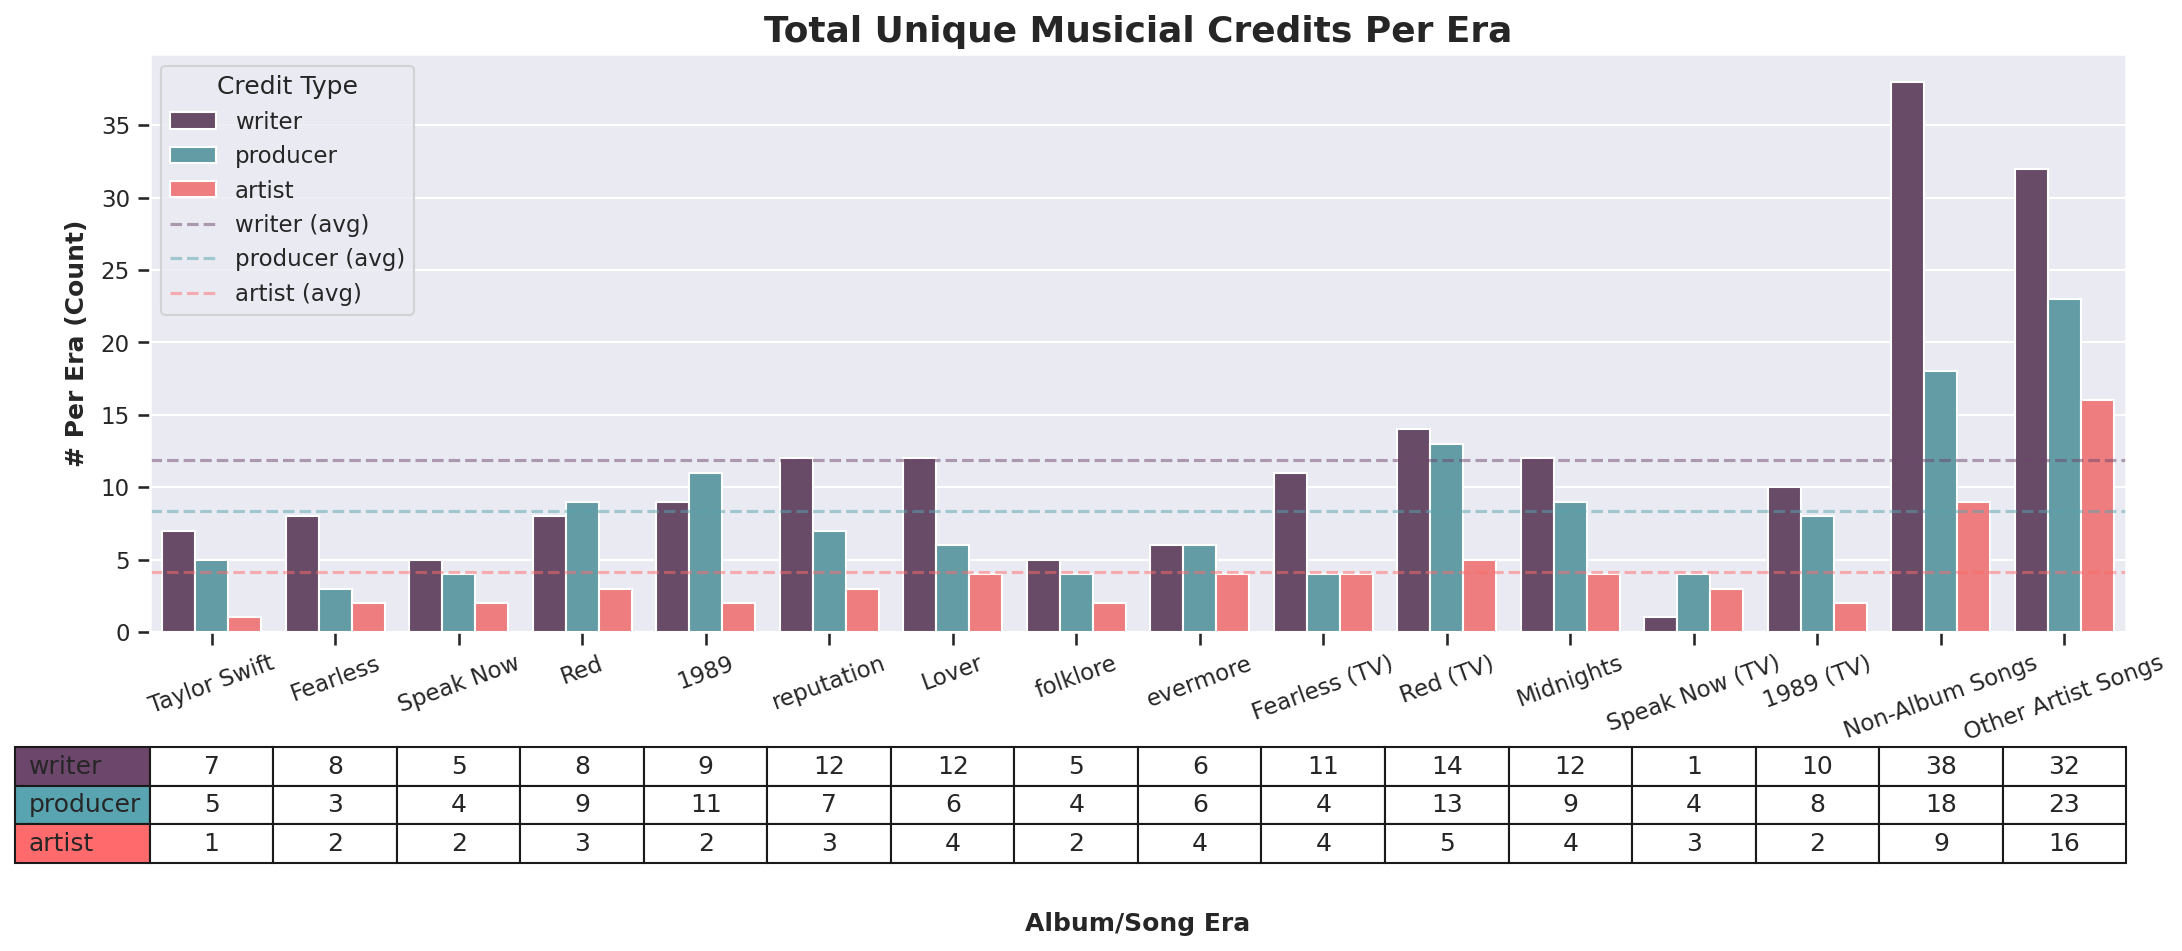 Total Unique Musicial Credits Per Era
Credit Type
writer
producer
artist
writer (avg)
producer (avg)
artist (avg)
# Per Era (Count)
35
30
25
20
15
10
5
0
Taylor Swift
Fearless
Speak Now
Red
1989
reputation
Lover
folklore
evermore
Fearless (TV)
Red (TV)
Midnights
Speak Now (TV)
1989 (TV)
Non-Album Songs
Other Artist Songs
writer 7 8 5 8 9 12 12 5 6 11 14 12 1 10 38 32
producer 5 3 4 9 11 7 6 4 6 4 13 9 4 8 18 23
artist 1 2 2 3 2 3 4 2 4 4 5 4 3 2 9 16
Album/Song Era